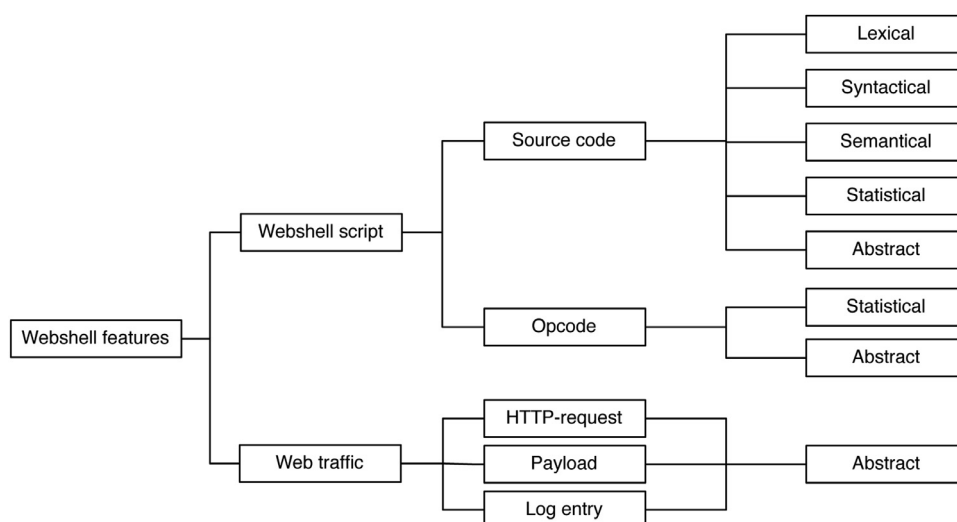 Lexical
Syntactical
Source code
Semantical
Statistical
Webshell script
Abstract
Statistical
Webshell features
Opcode
Abstract
HTTP-request
Web traffic
Payload
Abstract
Log entry